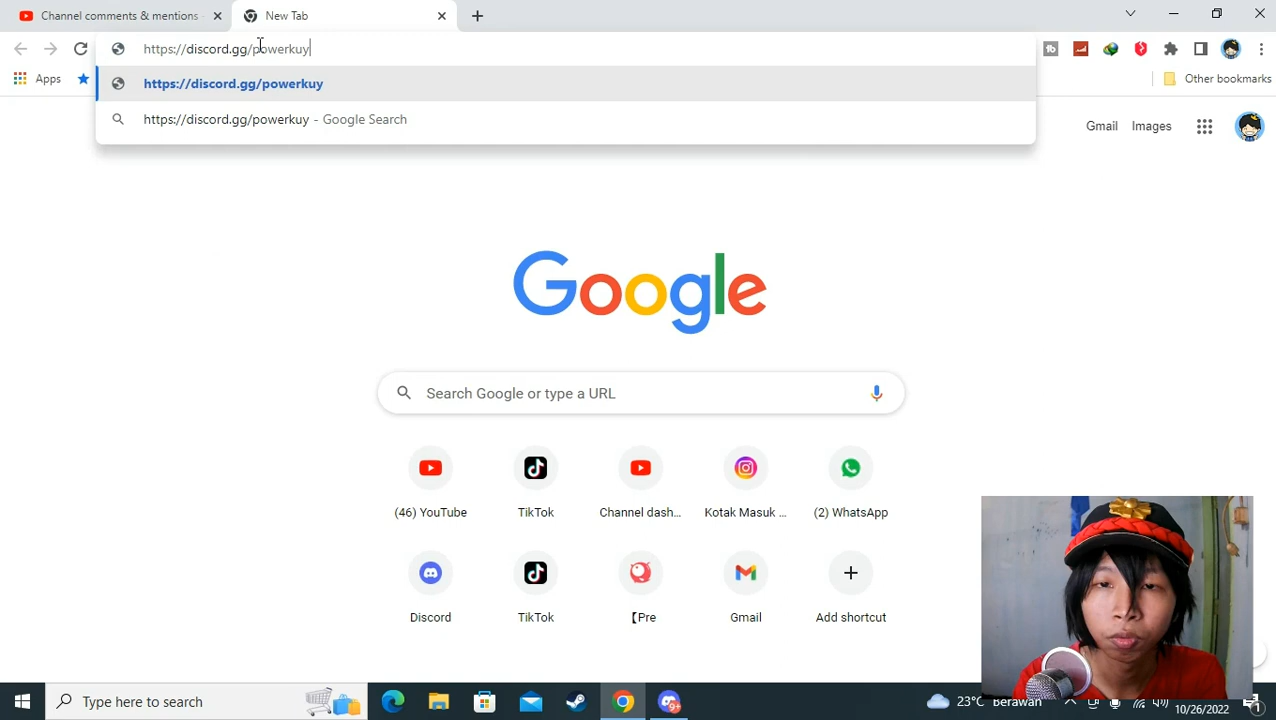 Channel comments & mentions -
New Tab
https://discord.gg/powerkuy
Apps
Other bookmarks
https://discord.gg/powerkuy
https://discord.gg/powerkuy - Google Search
Gmail Images
Google
Search Google or type a URL
(46) YouTube
TikTok
Channel dash...
Kotak Masuk ...
(2) WhatsApp
Discord
TikTok
【Pre
Gmail
Add shortcut
Type here to search
9+
23°C Berawan
10/26/2022
1